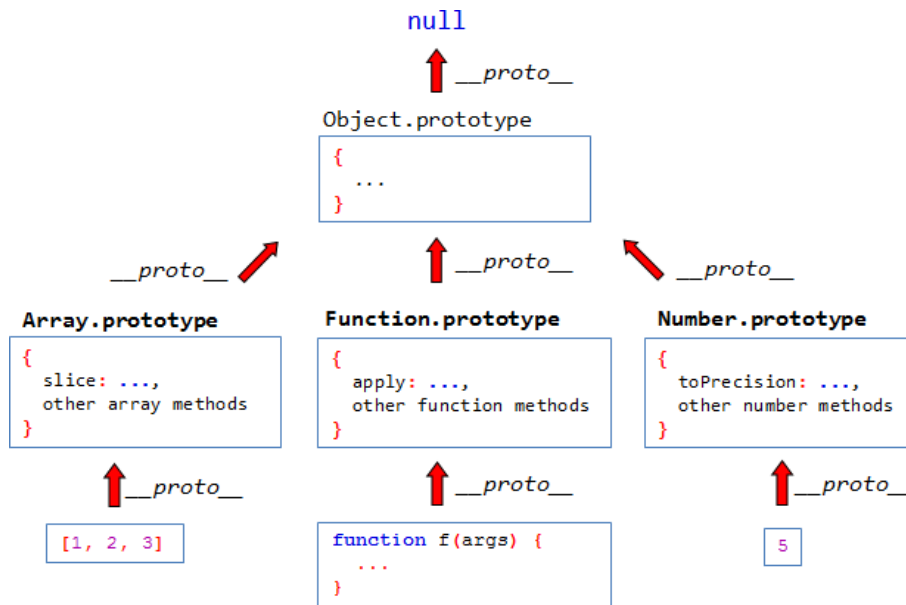 null
__proto__
Object.prototype
{
...
}
__proto__
__proto__
__proto__
Array.prototype
{
slice: ...,
other array methods
}
Function.prototype
{
apply: ...,
other function methods
}
Number.prototype
{
toPrecision: ...,
other number methods
}
__proto__
__proto__
__proto__
[1, 2, 3]
function f(args) {
...
}
5